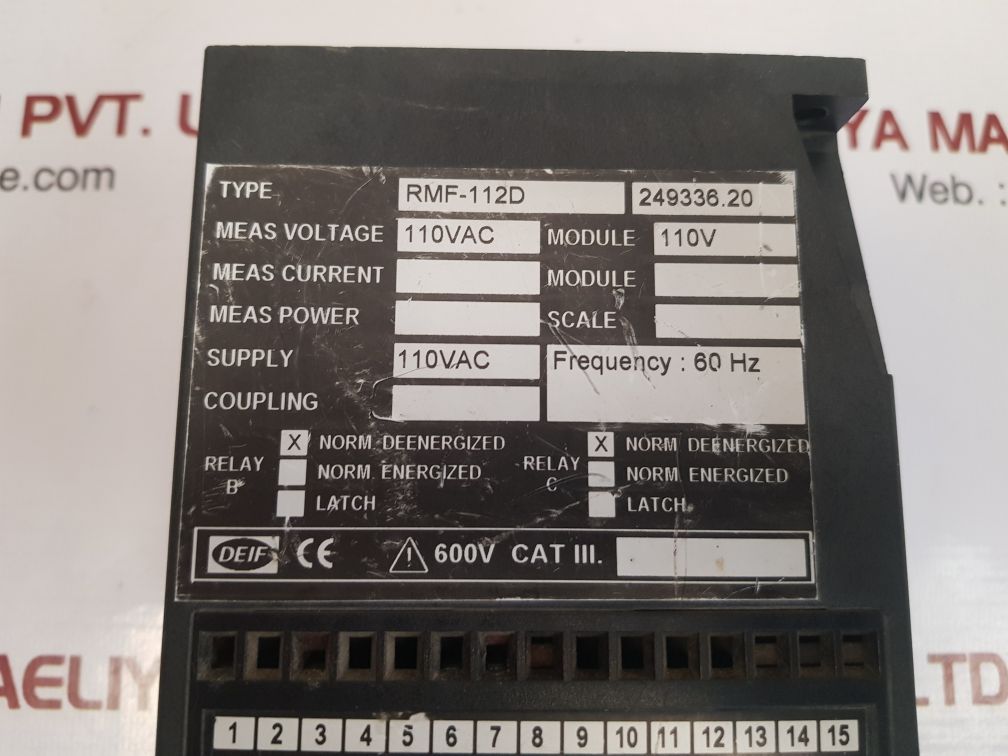 PVT. 
YA MA
e.com
Web. :
TYPE RMF-112D 249336.20
MEAS VOLTAGE 110VAC MODULE 110V
MEAS CURRENT MODULE
MEAS POWER SCALE
SUPPLY 110VAC Frequency : 60 Hz
COUPLING
X NORM DEENERGIZED X NORM DEENERGIZED
RELAY B NORM ENERGIZED RELAY C NORM ENERGIZED
LATCH LATCH
DEIF CE 600V CAT III.
AELIY LTD
1 2 3 4 5 6 7 8 9 10 11 12 13 14 15